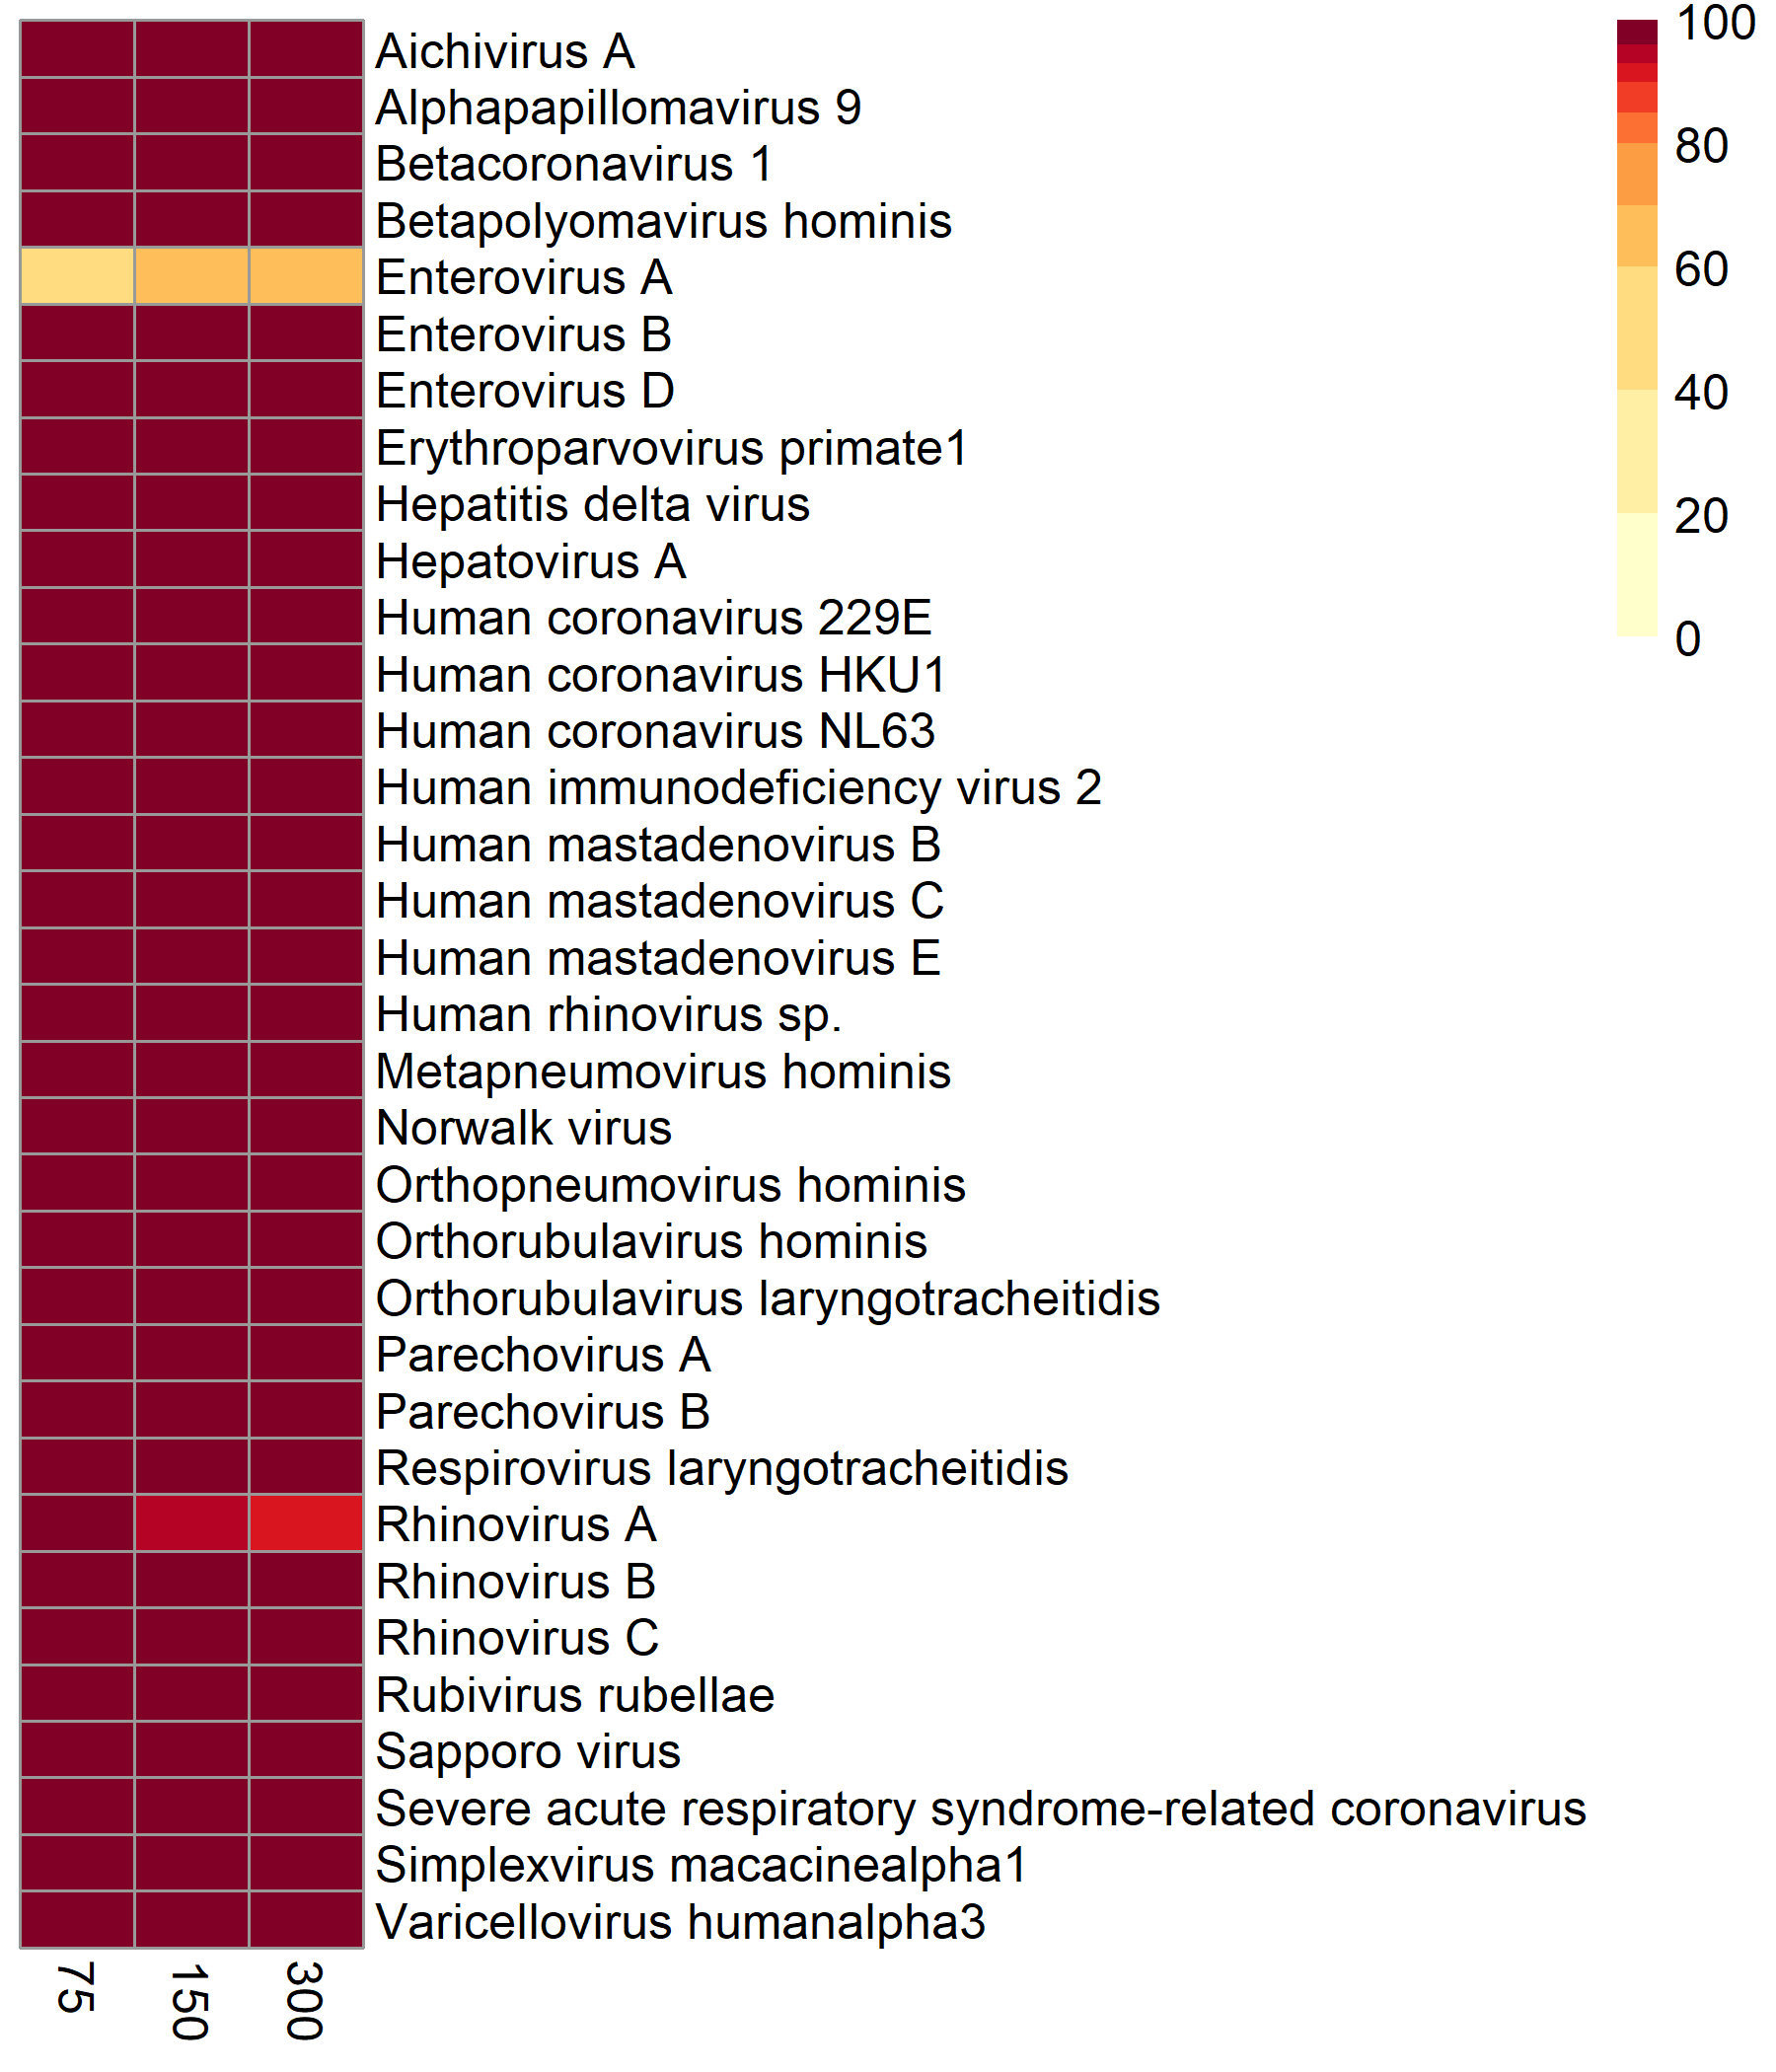 Aichivirus A
Alphapapillomavirus 9
Betacoronavirus 1
Betapolyomavirus hominis
Enterovirus A
Enterovirus B
Enterovirus D
Erythroparvovirus primate1
Hepatitis delta virus
Hepatovirus A
Human coronavirus 229E
Human coronavirus HKU1
Human coronavirus NL63
Human immunodeficiency virus 2
Human mastadenovirus B
Human mastadenovirus C
Human mastadenovirus E
Human rhinovirus sp.
Metapneumovirus hominis
Norwalk virus
Orthopneumovirus hominis
Orthorubulavirus hominis
Orthorubulavirus laryngotracheitidis
Parechovirus A
Parechovirus B
Respirovirus laryngotracheitidis
Rhinovirus A
Rhinovirus B
Rhinovirus C
Rubivirus rubellae
Sapporo virus
Severe acute respiratory syndrome-related coronavirus
Simplexvirus macacinealpha1
Varicellovirus humanalpha3
75
150
300
100
80
60
40
20
0